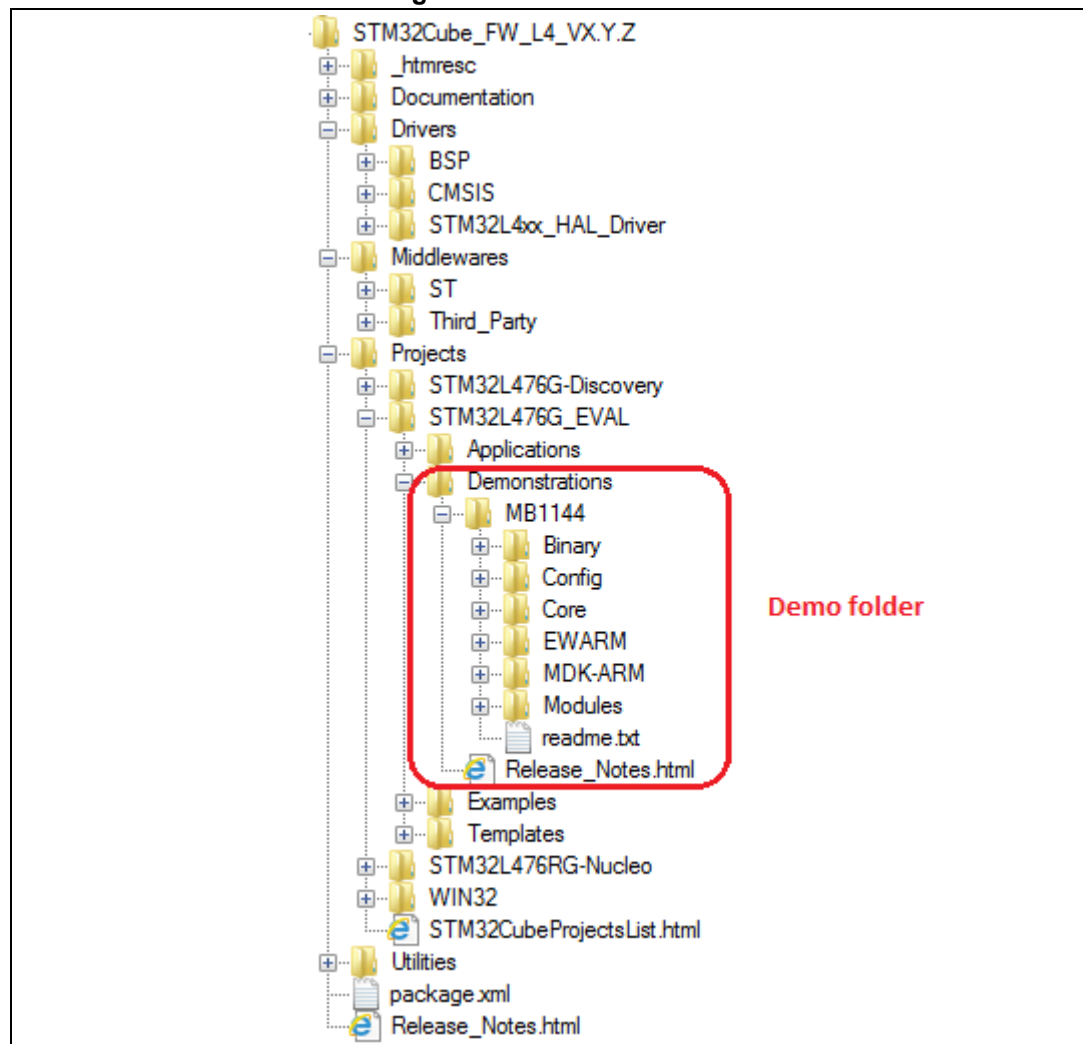 STM32Cube_FW_L4_VX.Y.Z
_htmresc
Documentation
Drivers
BSP
CMSIS
STM32L4xx_HAL_Driver
Middlewares
ST
Third_Party
Projects
STM32L476G-Discovery
STM32L476G_EVAL
Applications
Demonstrations
MB1144
Binary
Config
Core
Demo folder
EWARM
MDK-ARM
Modules
readme.txt
Release_Notes.html
Examples
Templates
STM32L476RG-Nucleo
WIN32
STM32CubeProjectsList.html
Utilities
package.xml
Release_Notes.html